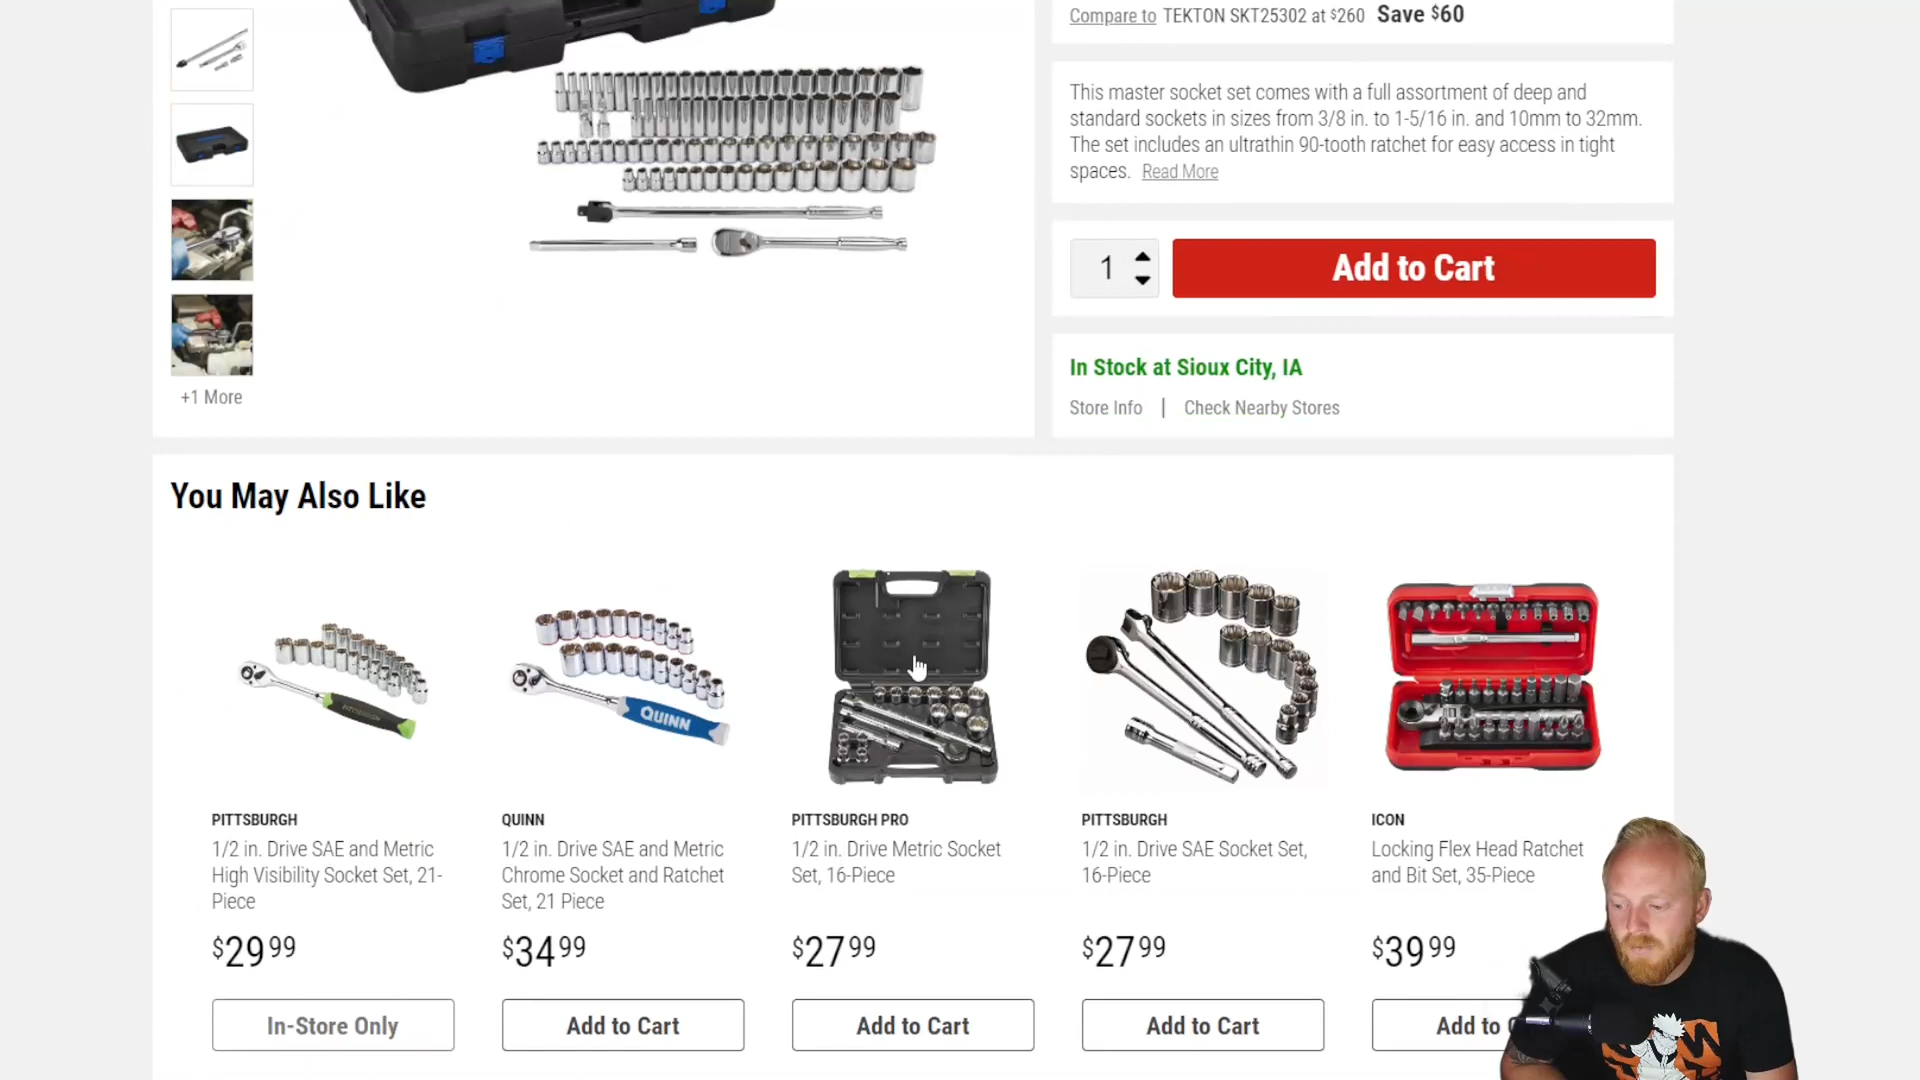 Compare to TEKTON SKT25302 at $260 Save $60
This master socket set comes with a full assortment of deep and
standard sockets in sizes from 3/8 in. to 1-5/16 in. and 10mm to 32mm.
The set includes an ultrathin 90-tooth ratchet for easy access in tight
spaces. Read More
1
Add to Cart
In Stock at Sioux City, IA
Store Info | Check Nearby Stores
+1 More
You May Also Like
QUINN
PITTSBURGH
1/2 in. Drive SAE and Metric
High Visibility Socket Set, 21-
Piece
$29 99
In-Store Only
QUINN
1/2 in. Drive SAE and Metric
Chrome Socket and Ratchet
Set, 21 Piece
$34 99
Add to Cart
PITTSBURGH PRO
1/2 in. Drive Metric Socket
Set, 16-Piece
$27 99
Add to Cart
PITTSBURGH
1/2 in. Drive SAE Socket Set,
16-Piece
$27 99
Add to Cart
ICON
Locking Flex Head Ratchet
and Bit Set, 35-Piece
$39 99
Add to